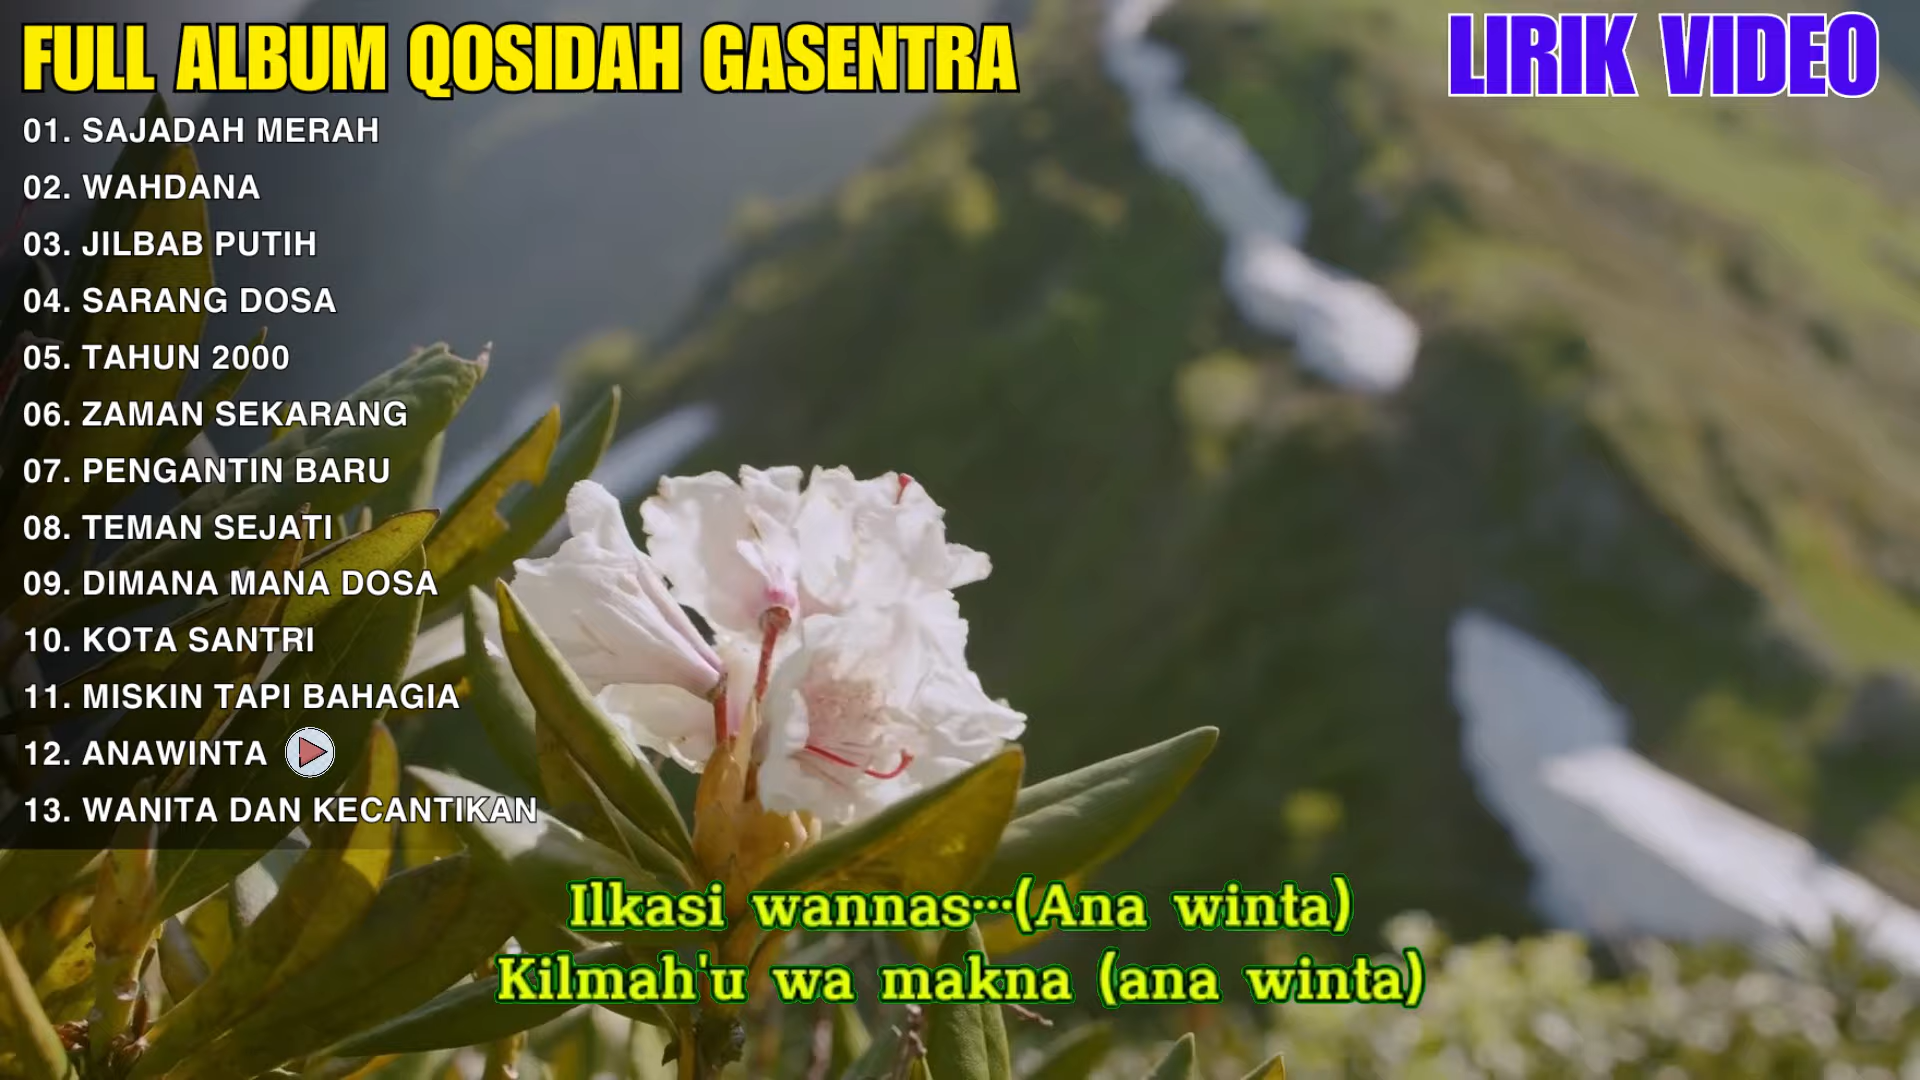 FULL ALBUM QOSIDAH GASENTRA
LIRIK VIDEO
01. SAJADAH MERAH
02. WAHDANA
03. JILBAB PUTIH
04. SARANG DOSA
05. TAHUN 2000
06. ZAMAN SEKARANG
07. PENGANTIN BARU
08. TEMAN SEJATI
09. DIMANA MANA DOSA
10. KOTA SANTRI
11. MISKIN TAPI BAHAGIA
12. ANAWINTA
13. WANITA DAN KECANTIKAN
Ilkasi wannas...(Ana winta)
Kilmah'u wa makna (ana winta)